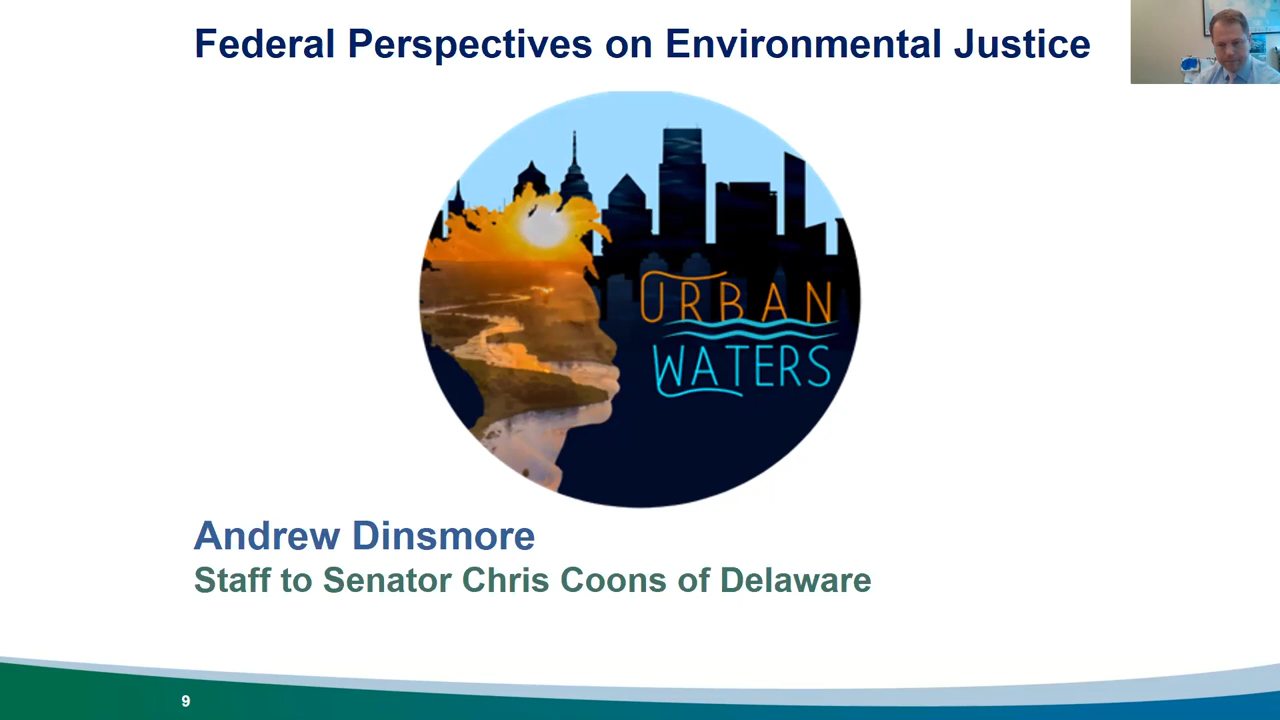 Federal Perspectives on Environmental Justice
URBAN
WATERS
Andrew Dinsmore
Staff to Senator Chris Coons of Delaware
9